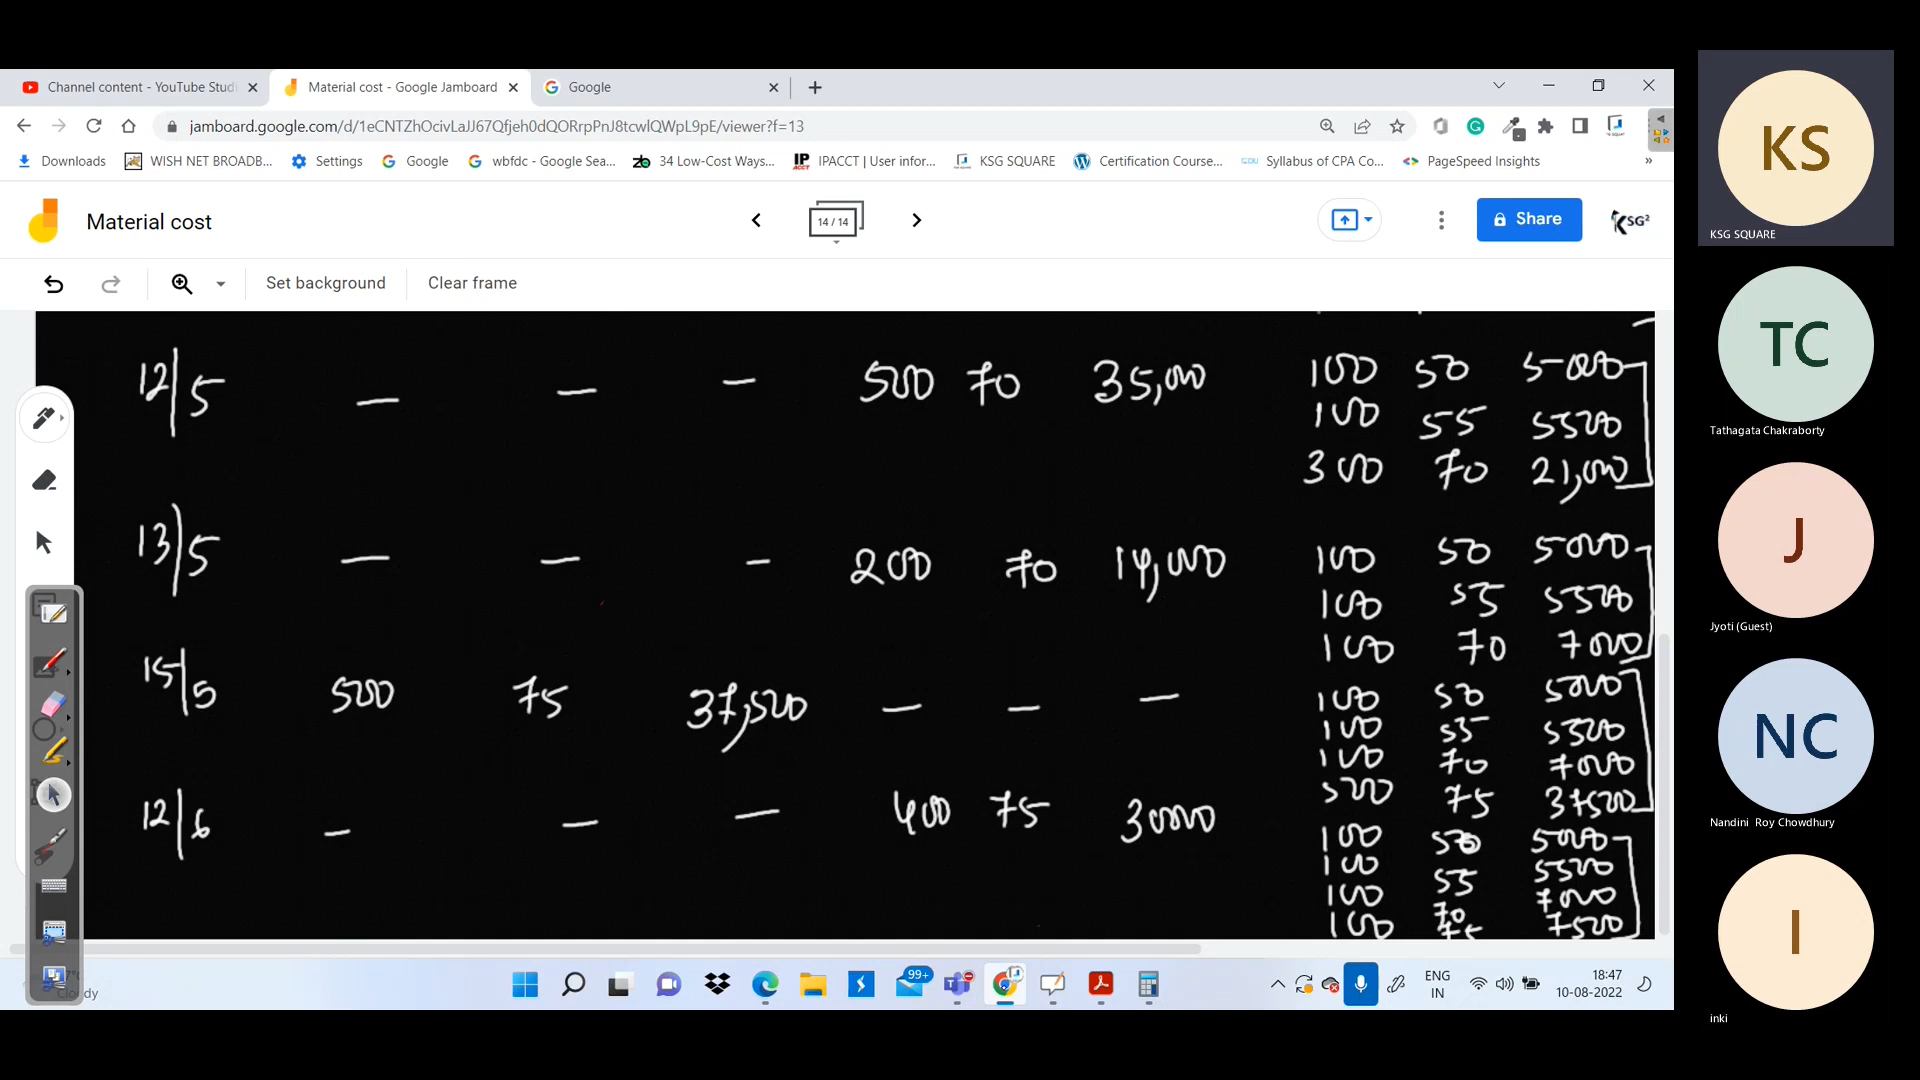 Channel content - YouTube Stud
Material cost - Google Jamboard
Google
jamboard.google.com/d/1eCNTZhOcivLaJJ67Qfjeh0dQORrpPnJ8tcwlQWpL9pE/viewer?f=13
Downloads
WISH NET BROADB...
Settings
Google
wbfdc - Google Sea...
34 Low-Cost Ways...
IPACCT | User infor...
KSG SQUARE
Certification Course...
Syllabus of CPA Co...
PageSpeed Insights
»
Material cost
14 / 14
Share
KSG²
Set background
Clear frame
12/5 — — — 500 70 35,000 100 50 5000
100 55 5500
300 70 21,000
13/5 — — - 200 70 14,000 100 50 5000
100 55 5500
100 70 7000
15/5 500 75 37,500 — — — 100 50 5000
100 55 5500
100 70 7000
500 75 37500
12/6 - — — 400 75 30000 100 50 5000
100 55 5500
100 70 7000
100 75 7500
KS
KSG SQUARE
TC
Tathagata Chakraborty
J
Jyoti (Guest)
NC
Nandini Roy Chowdhury
I
inki
Cloudy
99+
ENG
IN
18:47
10-08-2022